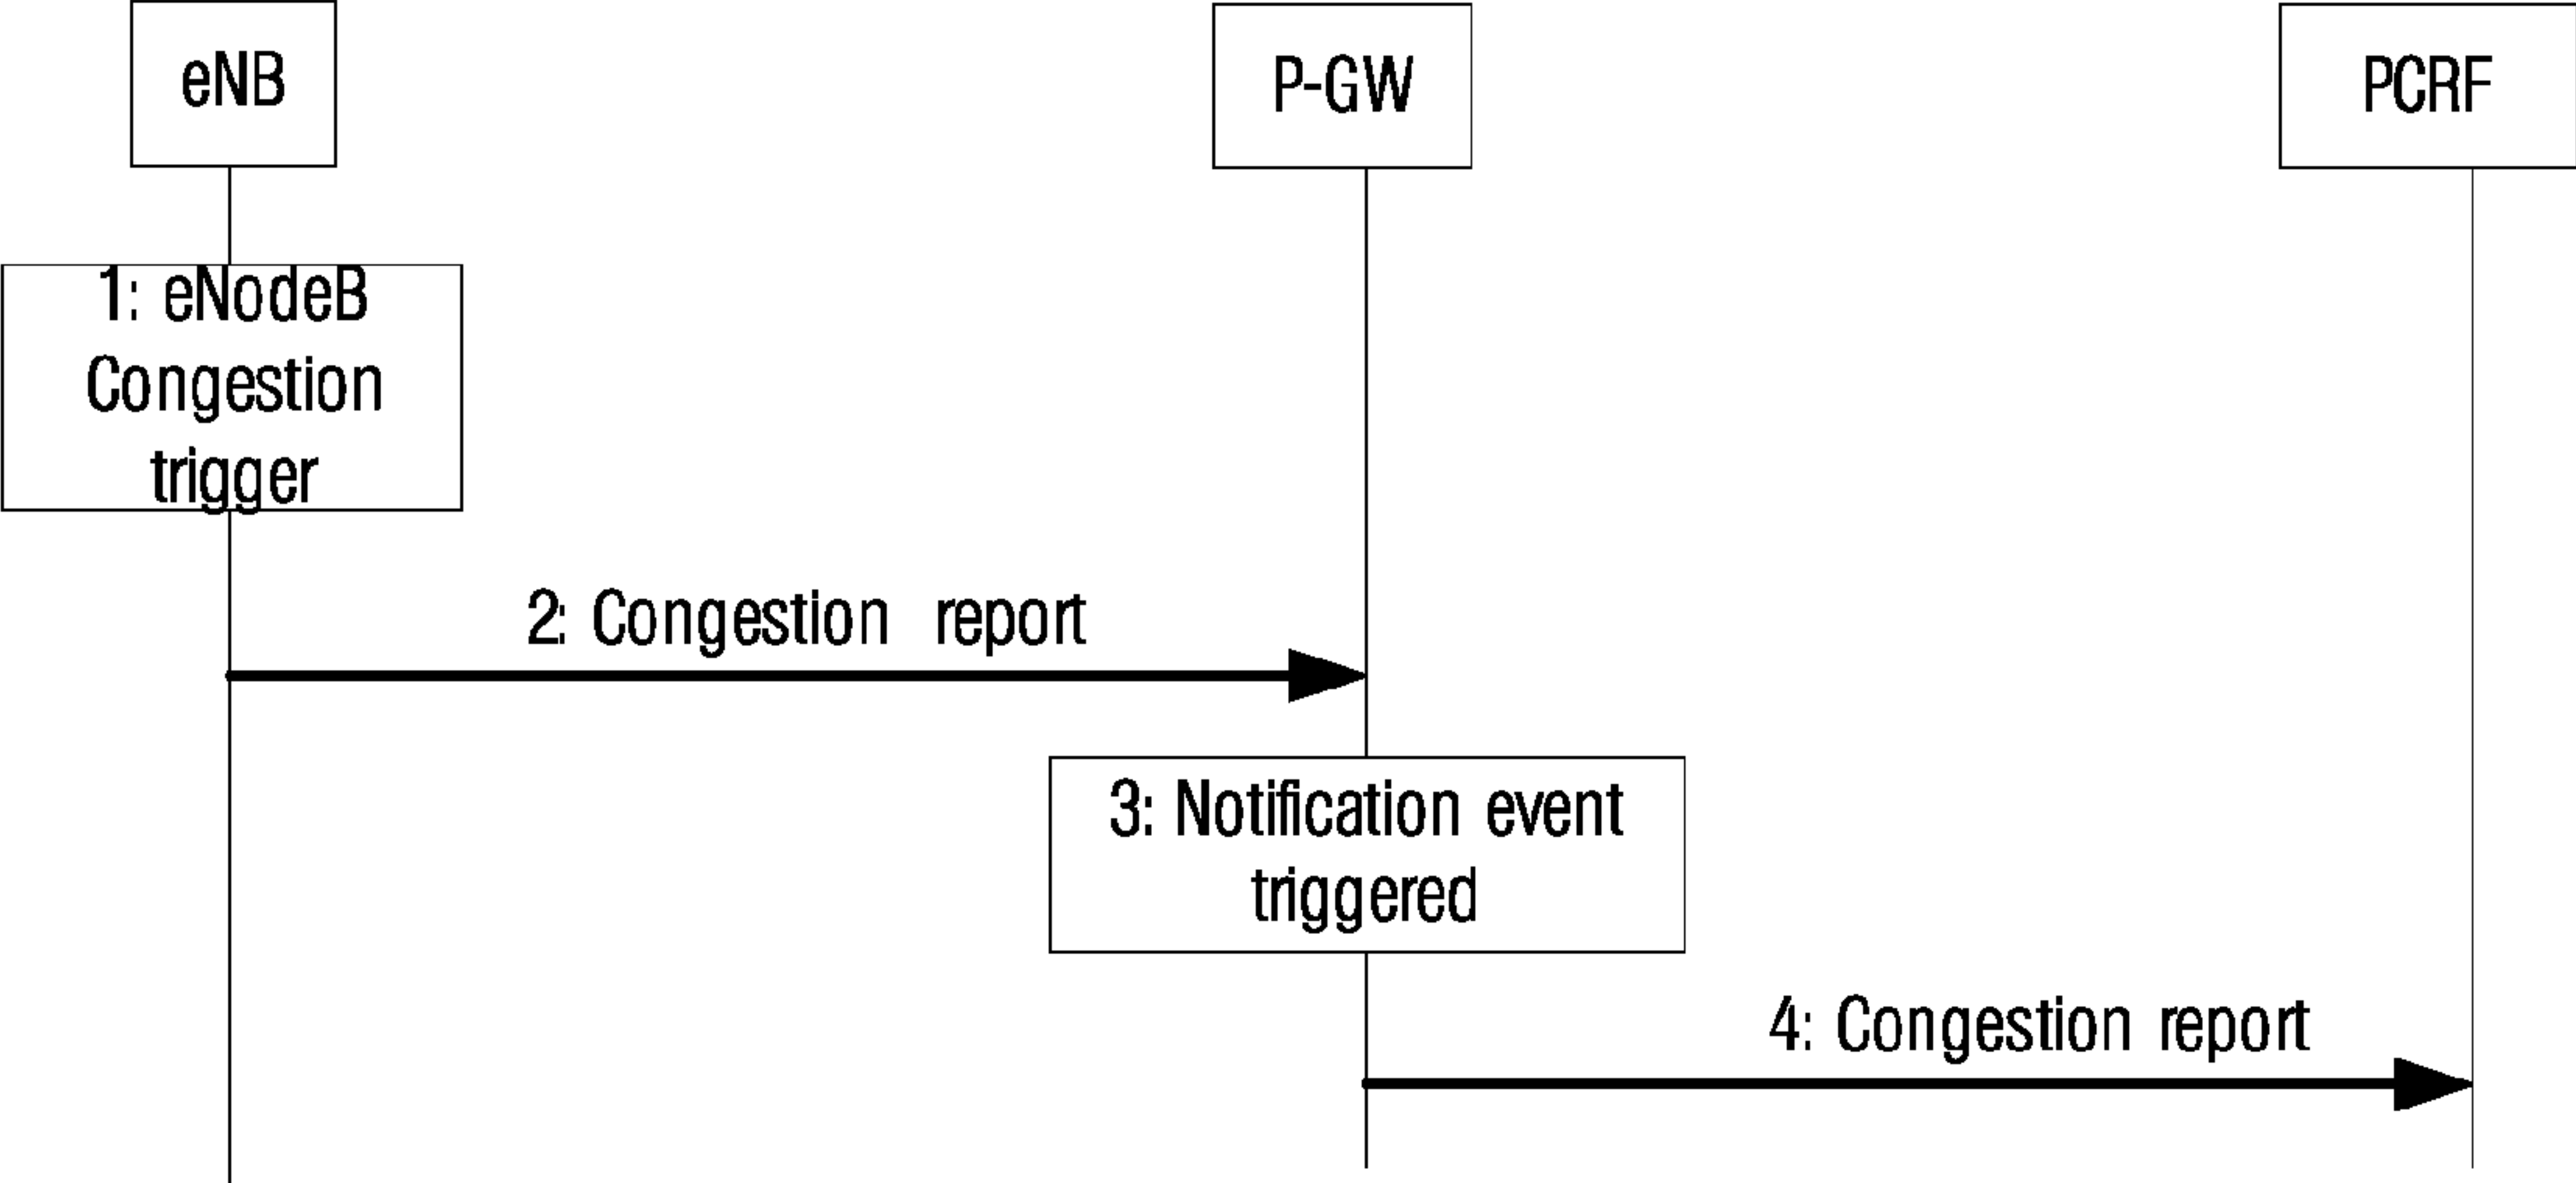 eNB
P-GW
PCRF
1: eNodeB
Congestion
trigger
2: Congestion report
3: Notification event
triggered
4: Congestion report